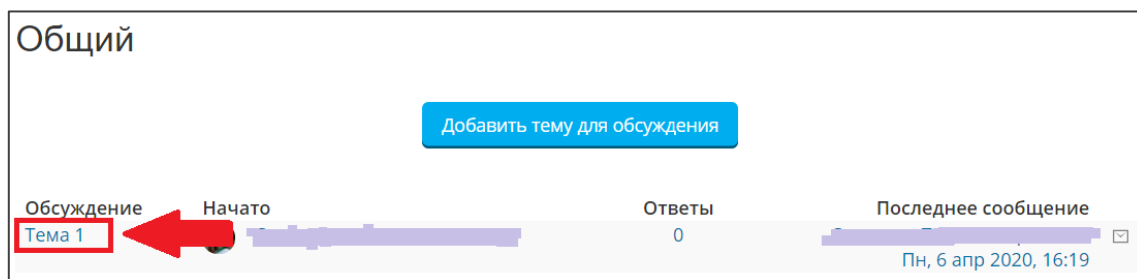 Общий
Добавить тему для обсуждения
Обсуждение Начато Ответы Последнее сообщение
Тема 1 0
Пн, 6 апр 2020, 16:19